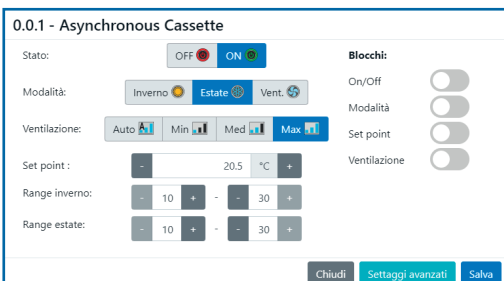 0.0.1 - Asynchronous Cassette
Stato: OFF ON
Modalità: Inverno Estate Vent.
Ventilazione: Auto A Min Med Max
Set point : - 20.5 °C +
Range inverno: - 10 + - - 30 +
Range estate: - 10 + - - 30 +
Blocchi:
On/Off
Modalità
Set point
Ventilazione
Chiudi Settaggi avanzati Salva